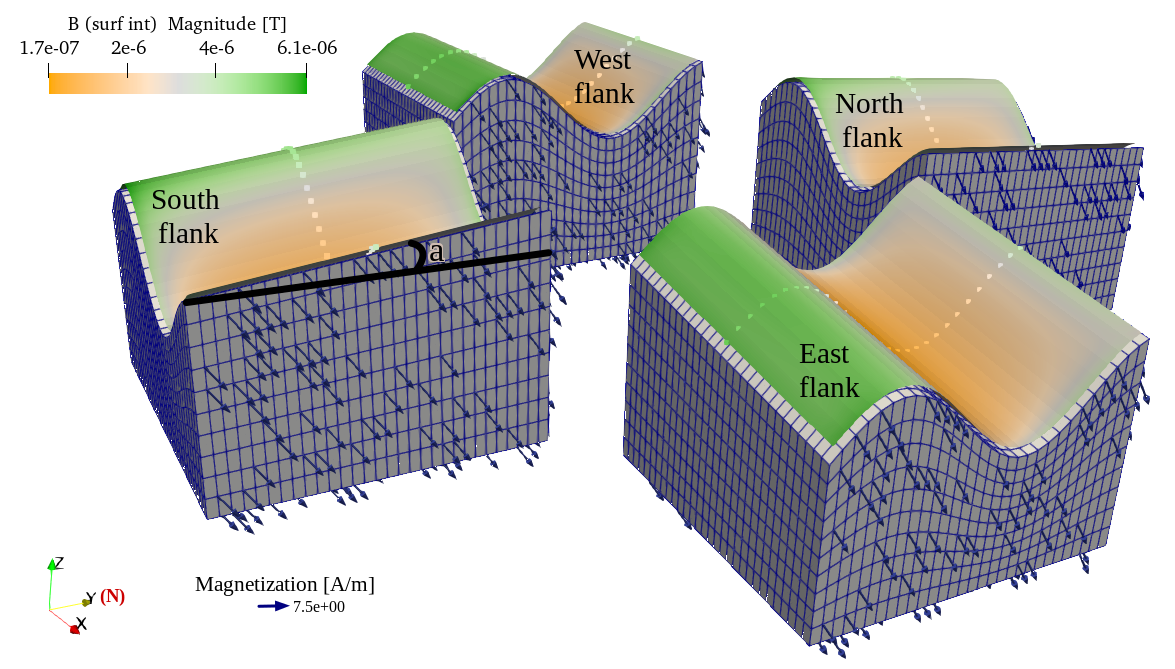 B (surf int) Magnitude [T]
1.7e-07 2e-6 4e-6 6.1e-06
West
flank
North
flank
South
flank
a
East
flank
Z
Y (N)
X
Magnetization [A/m]
7.5e+00